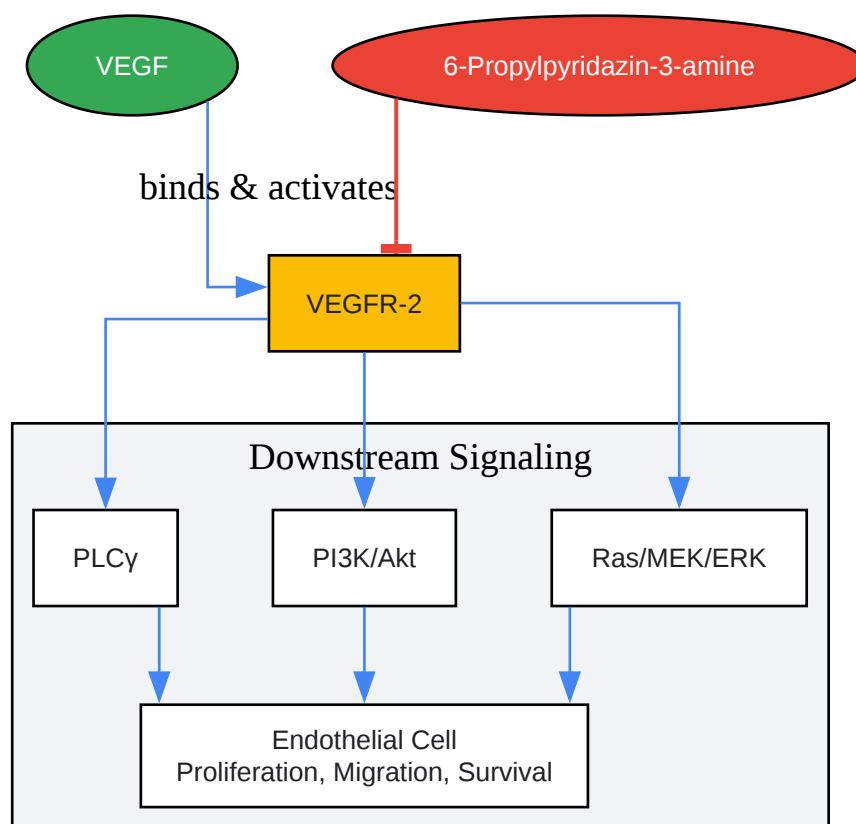 VEGF
6-Propylpyridazin-3-amine
binds & activates
VEGFR-2
Downstream Signaling
PLCγ
PI3K/Akt
Ras/MEK/ERK
Endothelial Cell
Proliferation, Migration, Survival